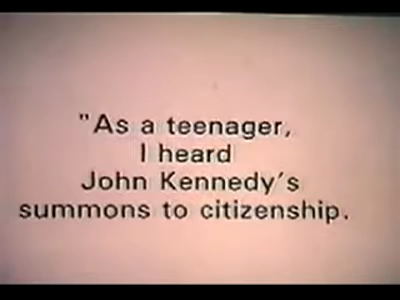 "As a teenager,
I heard
John Kennedy's
summons to citizenship.